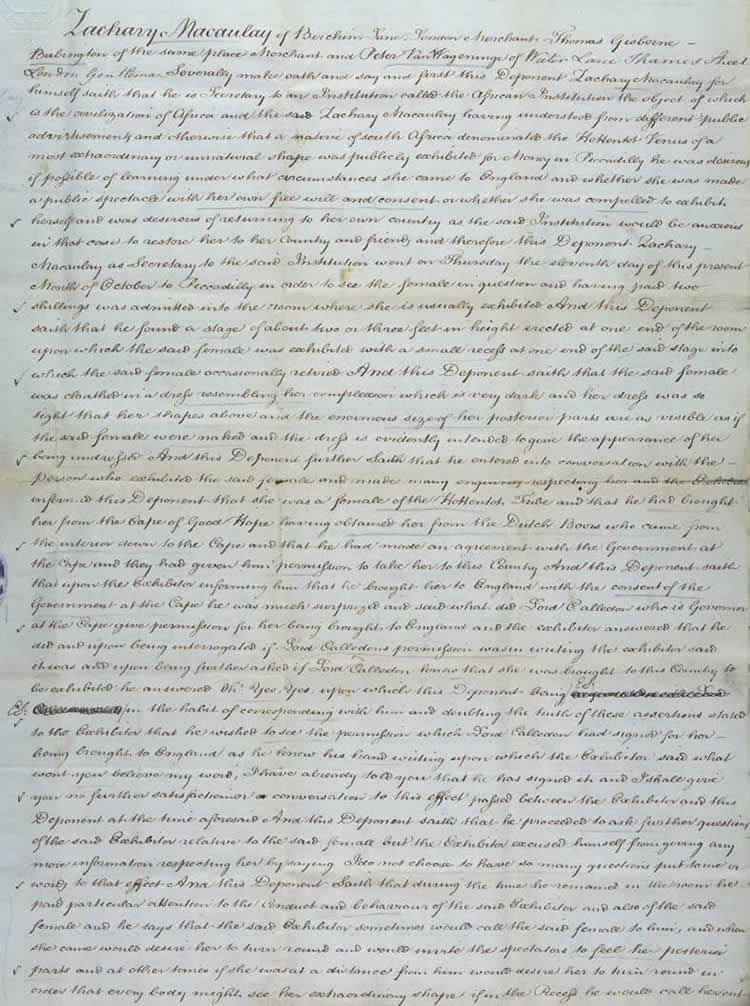 Zachary Macaulay of Birchin Lane London Merchant Thomas Gisborne
Babington of the same place Merchant and Peter Van Wageninge of Water Lane Thames Street
London Gentleman Severally make oath and say and first this Deponent Zachary Macaulay for
himself saith that he is Secretary to an Institution called the African Institution the object of which
is the civilization of Africa and the said Zachary Macaulay having understood from different public
advertisements and otherwise that a native of south Africa denominated the Hottentot Venus of a
most extraordinary or unnatural shape was publicly exhibited for Money in Piccadilly he was desirous
if possible of learning under what circumstances she came to England and whether she was made
a public spectacle with her own free will and consent or whether she was compelled to exhibit
herself and was desirous of returning to her own country as the said Institution would be anxious
in that case to restore her to her Country and friends and therefore this Deponent Zachary
Macaulay as Secretary to the said Institution went on Thursday the eleventh day of this present
Month of October to Piccadilly in order to see the female in question and having paid two
shillings was admitted into the room where she is usually exhibited And this Deponent
saith that he found a stage of about two or three feet in height erected at one end of the room
upon which the said female was exhibited with a small recess at one end of the said stage into
which the said female occasionally retired And this Deponent saith that the said female
was cloathed in a dress resembling her complexion which is very dark and her dress was so
tight that her shapes above and the enormous size of her posterior parts are as visible as if
the said female were naked and the dress is evidently intended to give the appearance of her
being undressed And this Deponent further Saith that he entered into conversation with the
person who exhibited the said female and made many enquiries respecting her and the Exhibitor
informed this Deponent that she was a female of the Hottentot Tribe and that he had brought
her from the Cape of Good Hope having obtained her from the Dutch Boors who came from
the interior down to the Cape and that he had made an agreement with the Government at
the Cape and they had given him permission to take her to this Country And this Deponent saith
that upon the Exhibitor informing him that he brought her to England with the consent of the
Government at the Cape he was much surprized and said what did Lord Calledon who is Governor
at the Cape give permission for her being brought to England and the exhibitor answered that he
did and upon being interrogated if Lord Calledons permission was in writing the exhibitor said
it was and upon being further asked if Lord Calledon knew that she was brought to this Country to
be exhibited he answered Oh! Yes, Yes, upon which this Deponent being
in the habit of corresponding with him and doubting the truth of these assertions stated
to the Exhibitor that he wished to see the permission which Lord Calledon had signed for her
being brought to England as he knew his hand writing upon which the Exhibitor said what
wont you believe my word, I have already told you that he has signed it and I shall give
you no further satisfaction or a conversation to this effect passed between the Exhibitor and this
Deponent at the time aforesaid And this Deponent saith that he proceeded to ask further questions
of the said Exhibitor relative to the said female but the Exhibitor excused himself from giving any
more information respecting her by saying I do not choose to have so many questions put to me or
words to that effect And this Deponent Saith that during the time he remained in the room he
paid particular attention to the Conduct and behaviour of the said Exhibitor and also of the said
female and he says that the said Exhibitor sometimes would call the said female to him, and when
she came would desire her to turn round and would invite the spectators to feel her posterior
parts and at other times if she was at a distance from him would desire her to turn round in
order that every body might see her extraordinary shape if in the Recess he would call her out